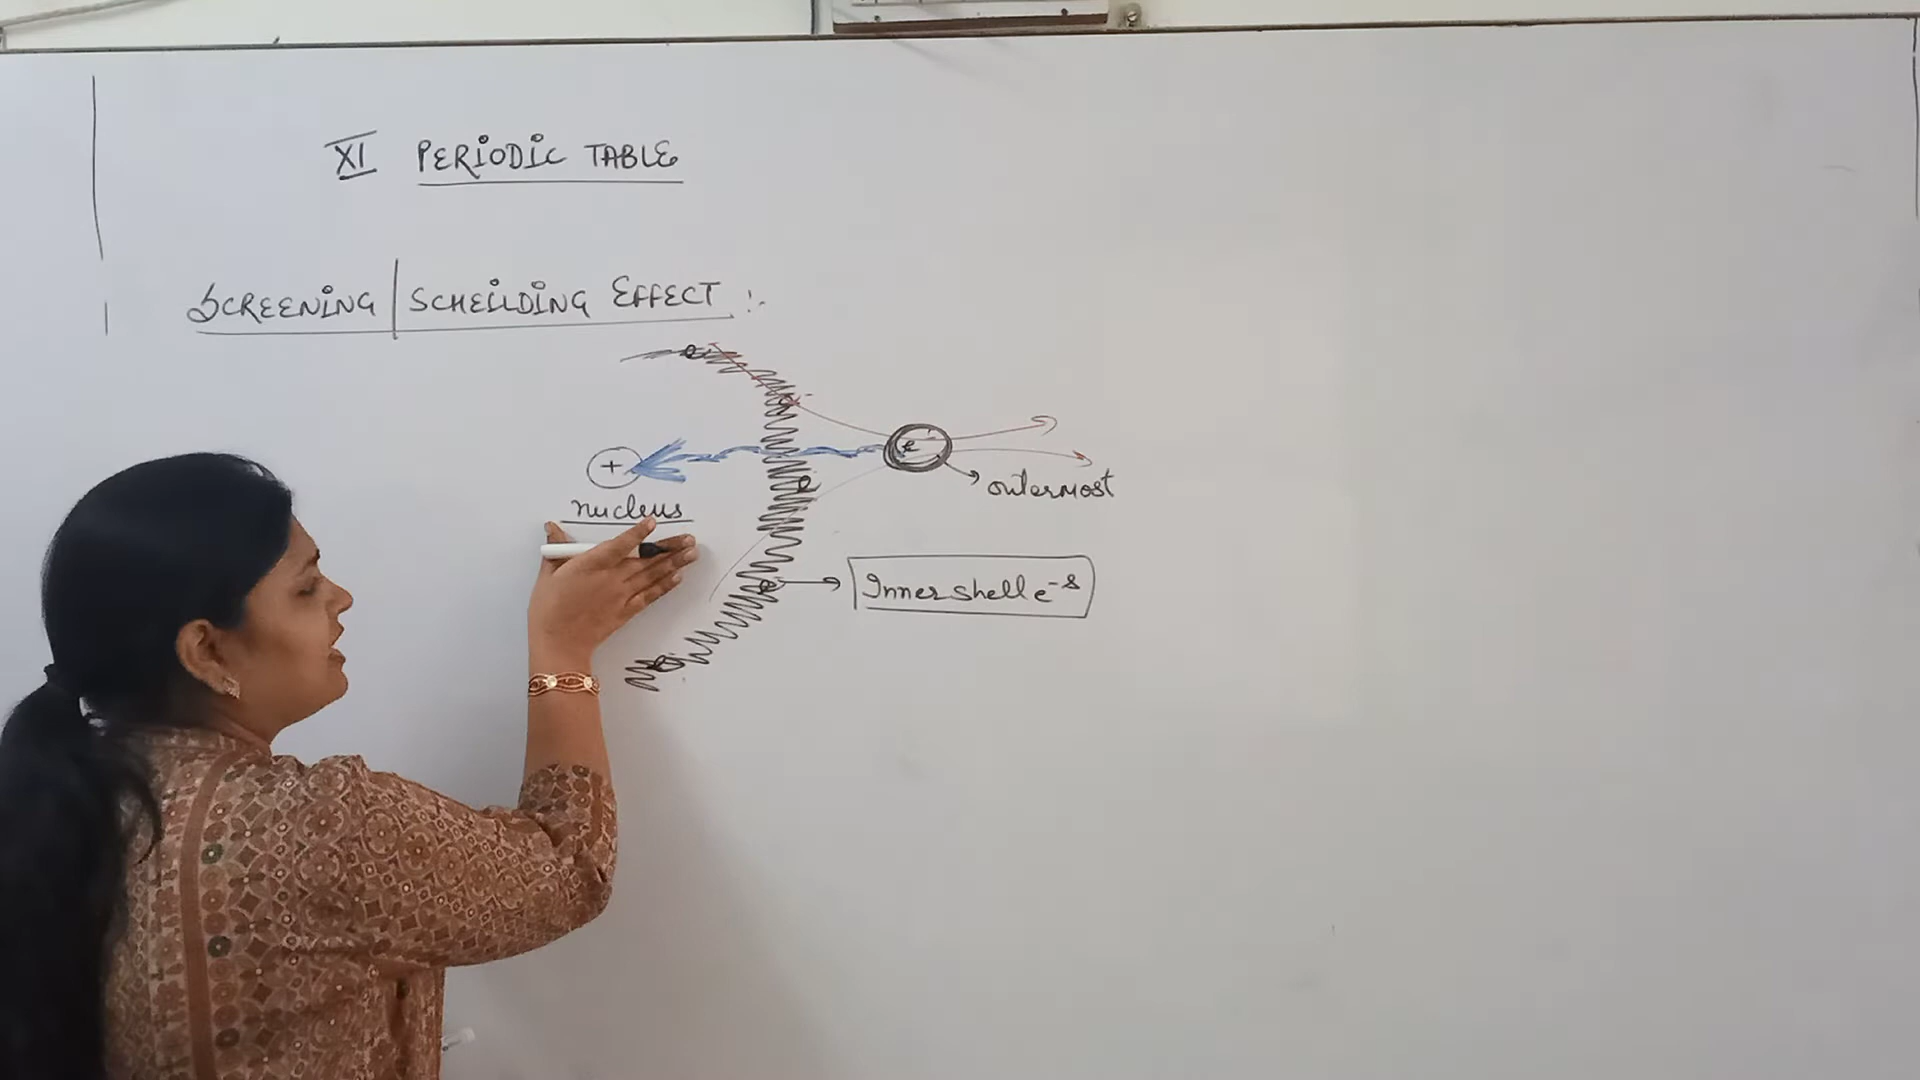 XI PERIODIC TABLE
SCREENING | SCHEILDING EFFECT :-
+
e-
outermost
nucleus
Inner shell e-s